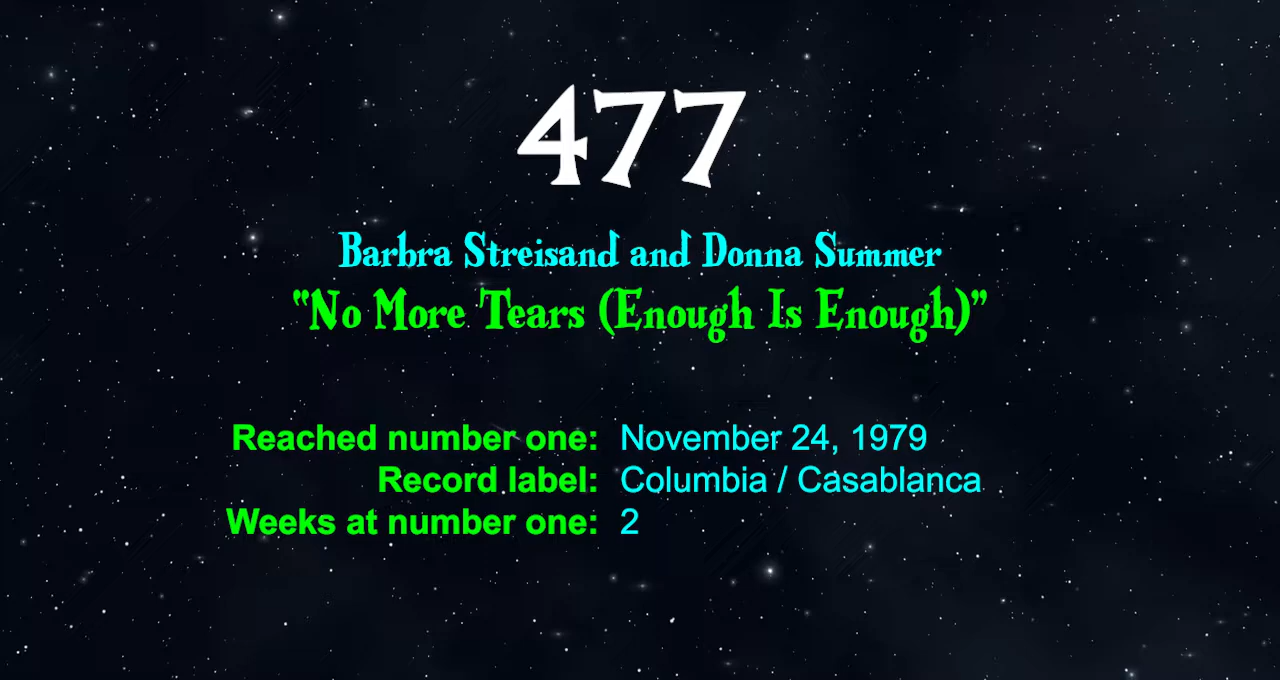 477
Barbra Streisand and Donna Summer
“No More Tears (Enough Is Enough)”
Reached number one: November 24, 1979
Record label: Columbia / Casablanca
Weeks at number one: 2